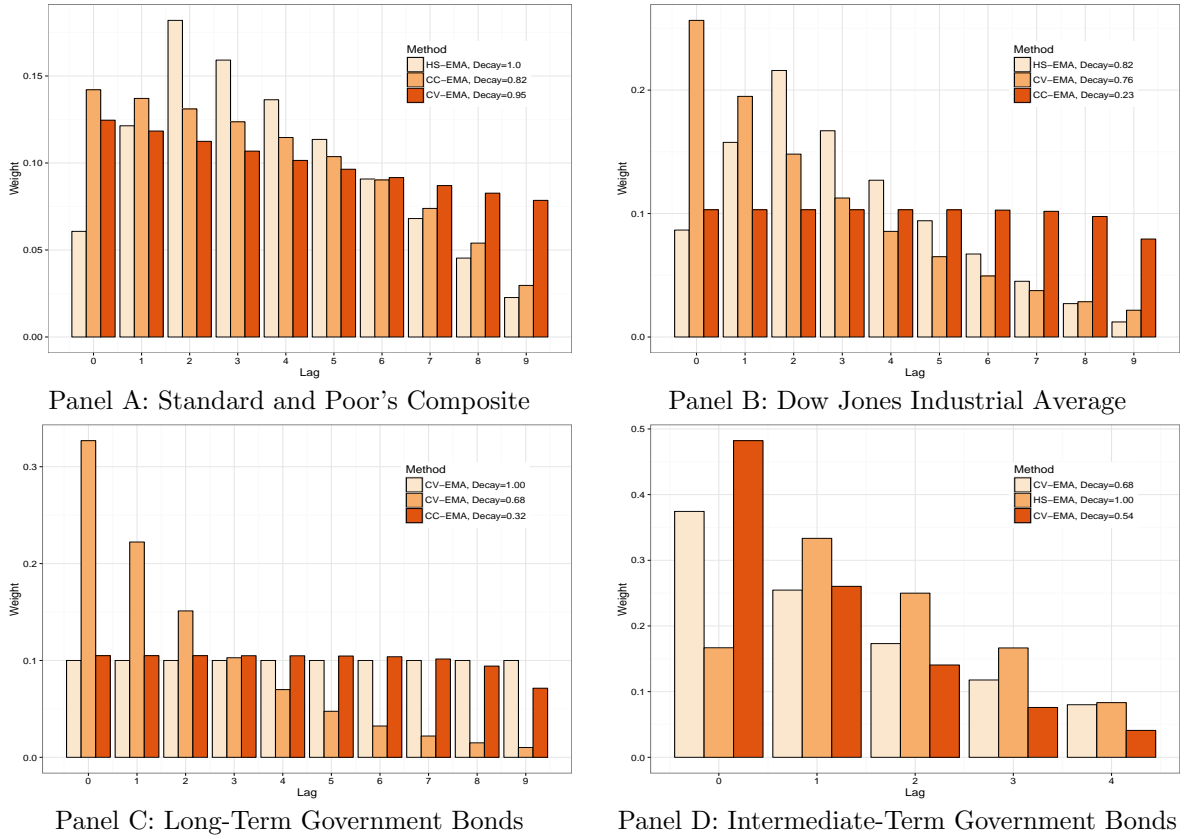 Method
HS−EMA, Decay=1.0
CC−EMA, Decay=0.82
CV−EMA, Decay=0.95
Weight
0.15
0.10
0.05
0.00
0 1 2 3 4 5 6 7 8 9
Lag
Panel A: Standard and Poor's Composite
Method
HS−EMA, Decay=0.82
CV−EMA, Decay=0.76
CC−EMA, Decay=0.23
Weight
0.2
0.1
0.0
0 1 2 3 4 5 6 7 8 9
Lag
Panel B: Dow Jones Industrial Average
Method
CV−EMA, Decay=1.00
CV−EMA, Decay=0.68
CC−EMA, Decay=0.32
Weight
0.3
0.2
0.1
0.0
0 1 2 3 4 5 6 7 8 9
Lag
Panel C: Long-Term Government Bonds
Method
CV−EMA, Decay=0.68
HS−EMA, Decay=1.00
CV−EMA, Decay=0.54
Weight
0.5
0.4
0.3
0.2
0.1
0.0
0 1 2 3 4
Lag
Panel D: Intermediate-Term Government Bonds